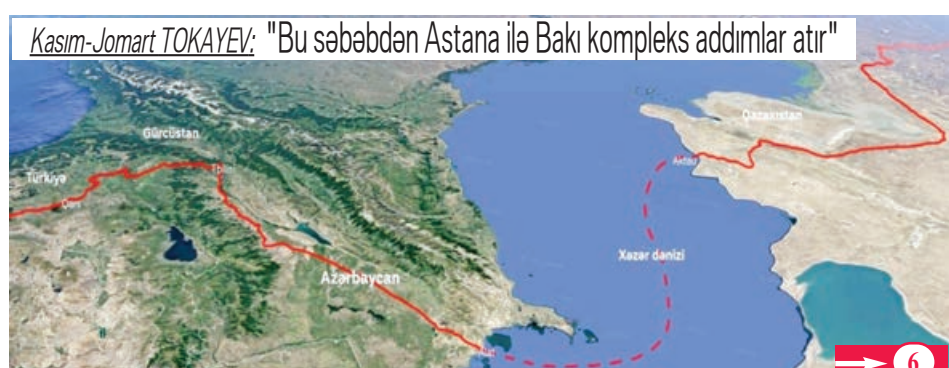 Kasım-Jomart TOKAYEV: "Bu səbəbdən Astana ilə Bakı kompleks addımlar atır"
Gürcüstan
Qazaxıstan
Türkiyə
Tbilisi
Aktau
Qars
Xəzər dənizi
Azərbaycan
6